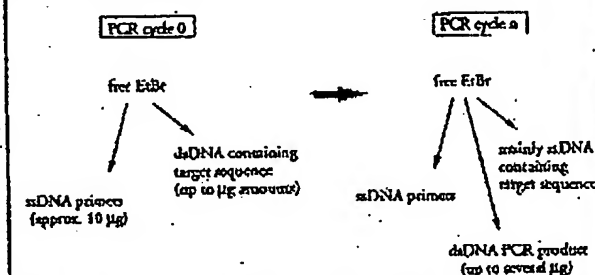 PCR cycle 0
free EtBr
ssDNA primers
(approx. 10 µg)
dsDNA containing
target sequence
(up to µg amounts)
PCR cycle n
free EtBr
ssDNA primers
mainly ssDNA
containing
target sequence
dsDNA PCR product
(up to several µg)